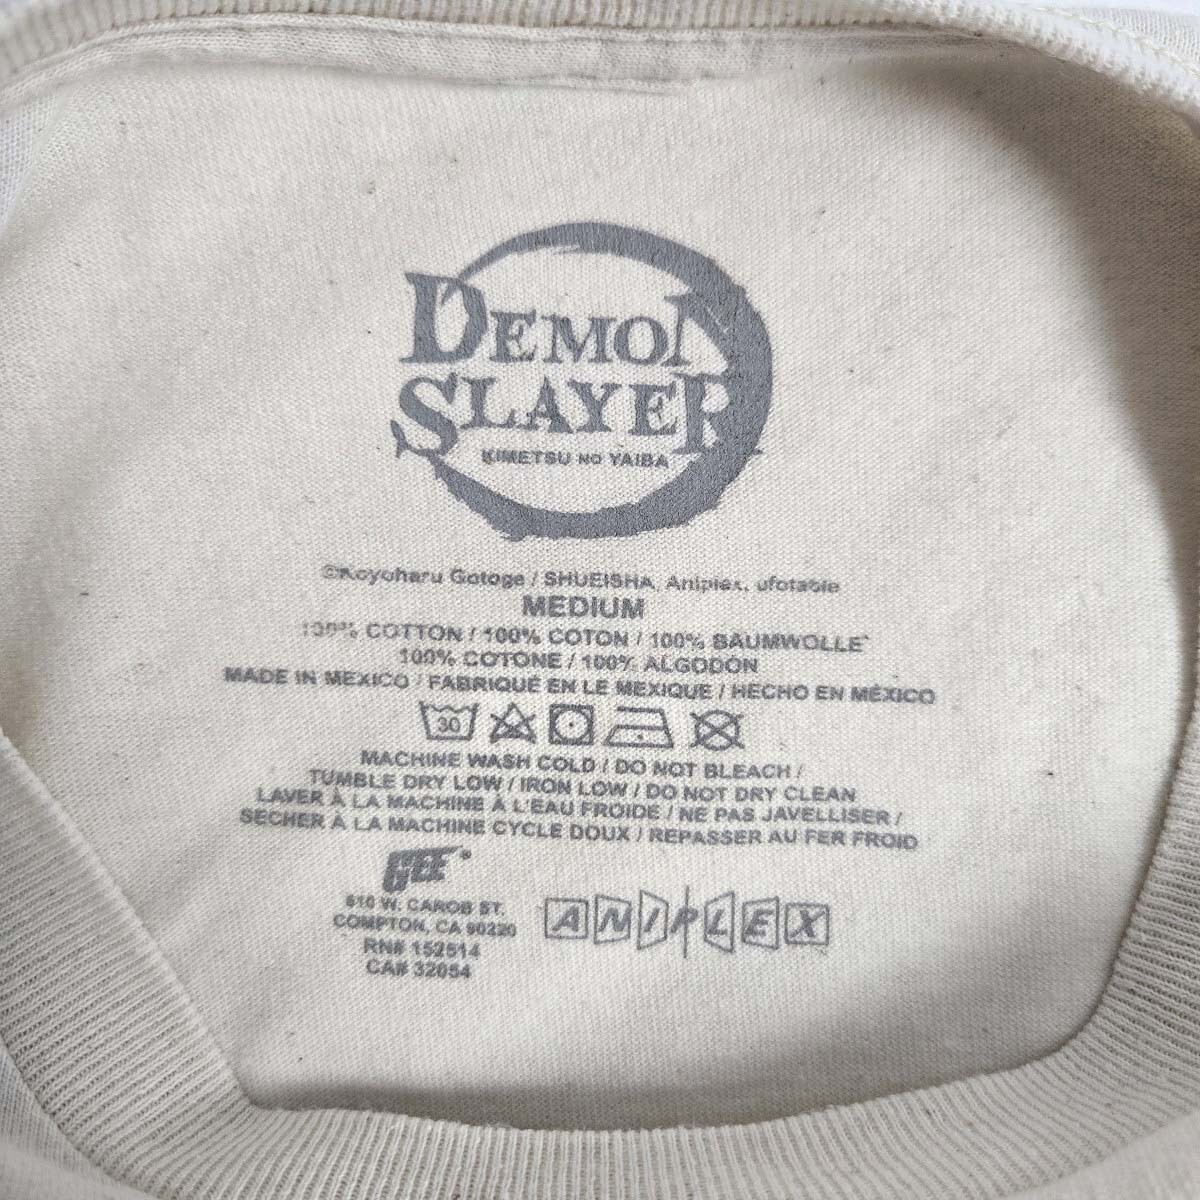 DEMON
SLAYER
KIMETSU NO YAIBA
©Koyoharu Gotoge / SHUEISHA, Aniplex, ufotable
MEDIUM
100% COTTON / 100% COTON / 100% BAUMWOLLE
100% COTONE / 100% ALGODON
MADE IN MEXICO / FABRIQUÉ EN LE MEXIQUE / HECHO EN MÉXICO
30
MACHINE WASH COLD / DO NOT BLEACH /
TUMBLE DRY LOW / IRON LOW / DO NOT DRY CLEAN
LAVER À LA MACHINE À L'EAU FROIDE / NE PAS JAVELLISER /
SECHER À LA MACHINE CYCLE DOUX / REPASSER AU FER FROID
GEE®
610 W. CAROB ST.
COMPTON, CA 90220
RN# 152514
CA# 32054
ANIPLEX